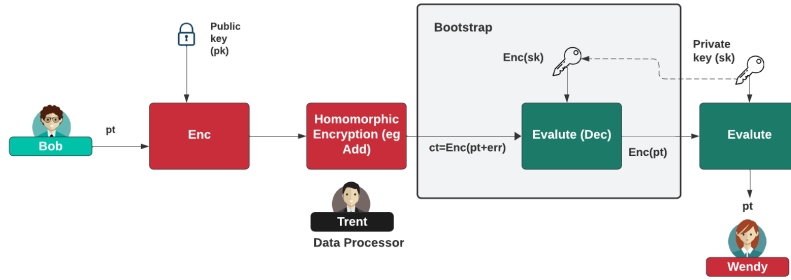 Public
key
(pk)
Bootstrap
Enc(sk)
Private
key (sk)
Bob
pt
Enc
Homomorphic
Encryption (eg
Add)
ct=Enc(pt+err)
Evalute (Dec)
Enc(pt)
Evalute
Trent
Data Processor
pt
Wendy